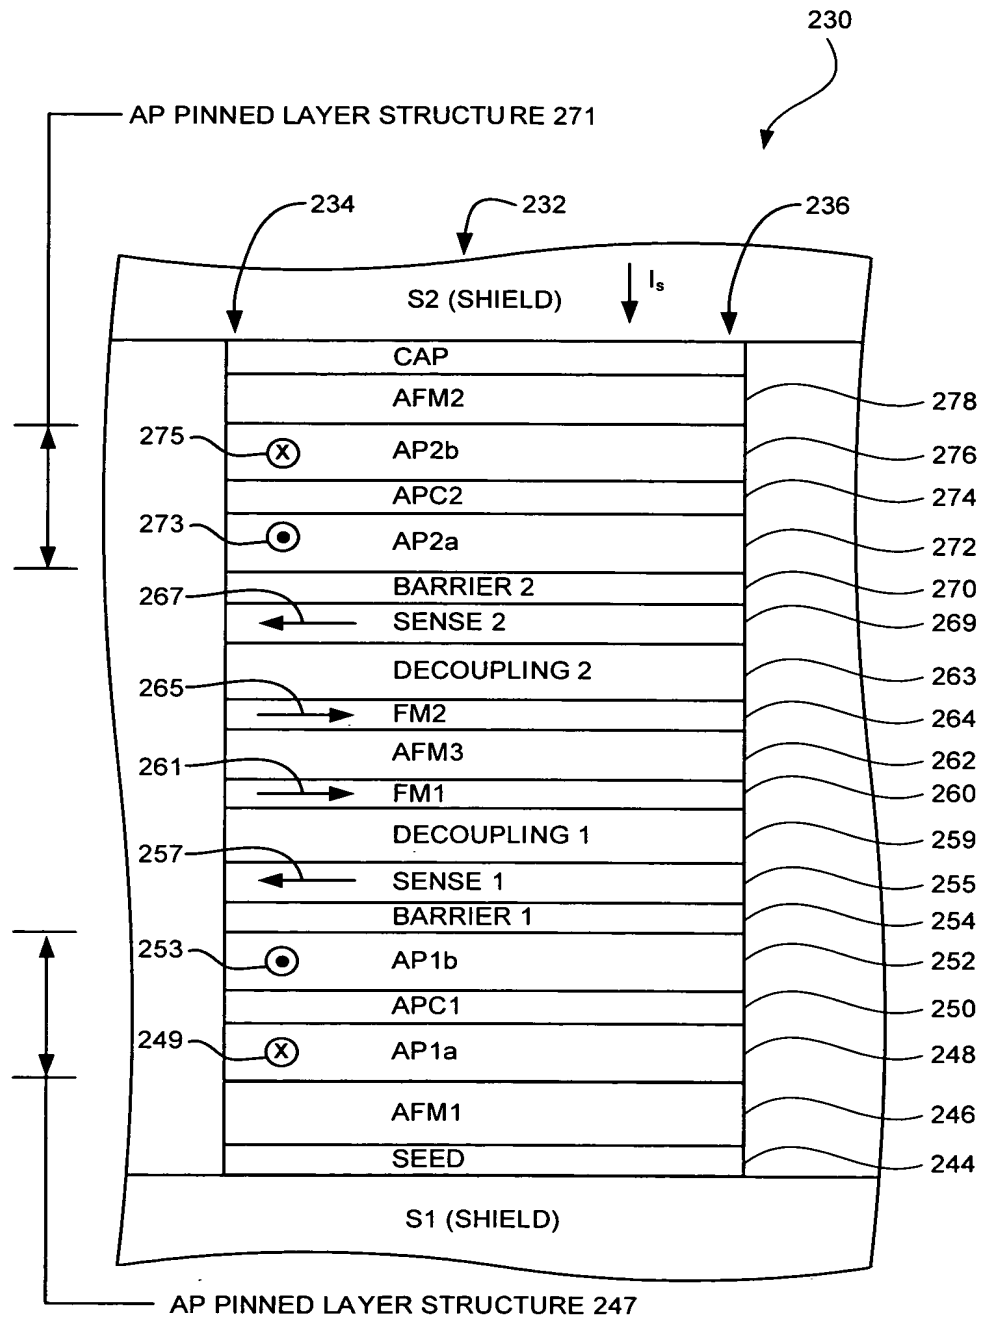 230
AP PINNED LAYER STRUCTURE 271
234
232
236
S2 (SHIELD)
Is
CAP
AFM2
278
275
X
AP2b
276
APC2
274
273
AP2a
272
BARRIER 2
270
267
SENSE 2
269
DECOUPLING 2
263
265
FM2
264
AFM3
262
261
FM1
260
DECOUPLING 1
259
257
SENSE 1
255
BARRIER 1
254
253
AP1b
252
APC1
250
249
X
AP1a
248
AFM1
246
SEED
244
S1 (SHIELD)
AP PINNED LAYER STRUCTURE 247